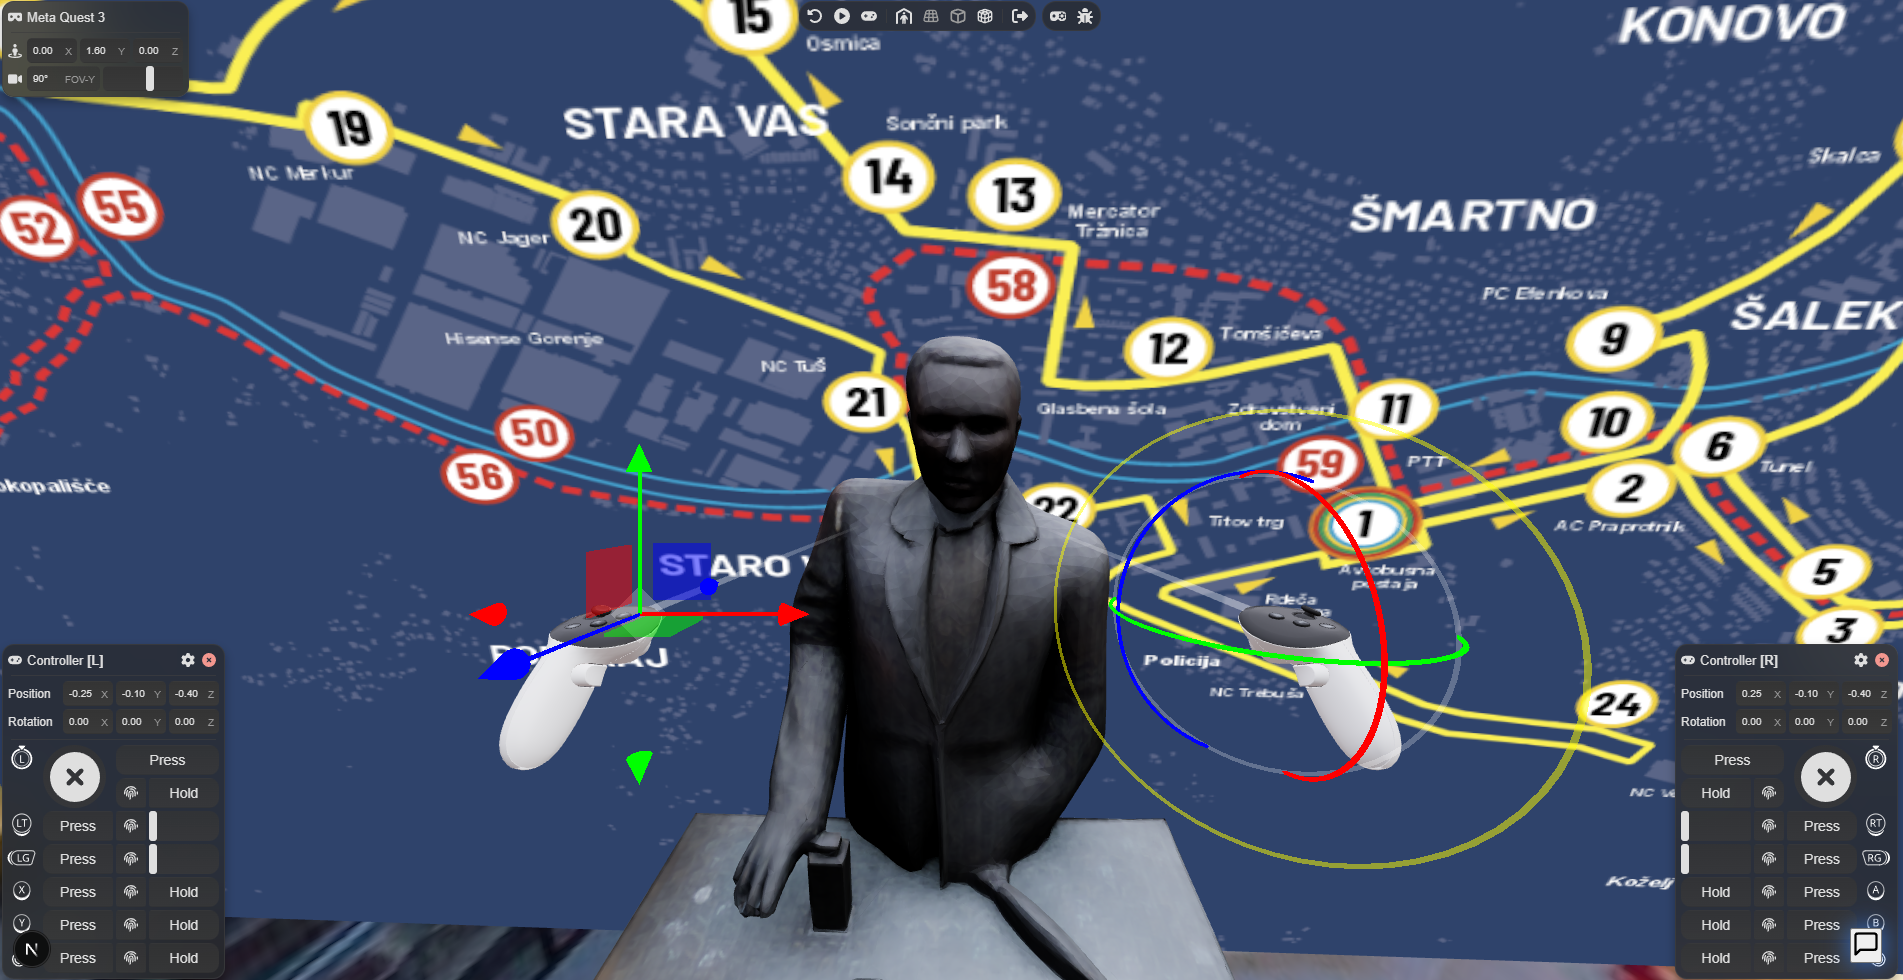 Meta Quest 3
0.00 X 1.60 Y 0.00 Z
90° FOV-Y
15
Osmica
KONOVO
19
NC Merkur
STARA VAS
Sončni park
14
13
Mercator
Tržnica
Skalca
ŠMARTNO
52
55
20
NC Jager
58
PC Efenkova
ŠALEK
9
Hisense Gorenje
12
Tomšičeva
NC Tuš
21
Glasbena šola
Zdravstveni
dom
11
10
6
Tunel
50
56
59
PTT
2
AC Praprotnik
22
Titov trg
1
Avtobusna
postaja
5
STARO
Rdeča
3
Policija
NC Trebuša
24
Controller [L]
Position -0.25 X -0.10 Y -0.40 Z
Rotation 0.00 X 0.00 Y 0.00 Z
L
Press
Hold
LT Press
LG Press
X Press Hold
Y Press Hold
N Press Hold
Controller [R]
Position 0.25 X -0.10 Y -0.40 Z
Rotation 0.00 X 0.00 Y 0.00 Z
Press R
Hold
Press RT
Press RG
Hold Press A
Hold Press B
Hold Press